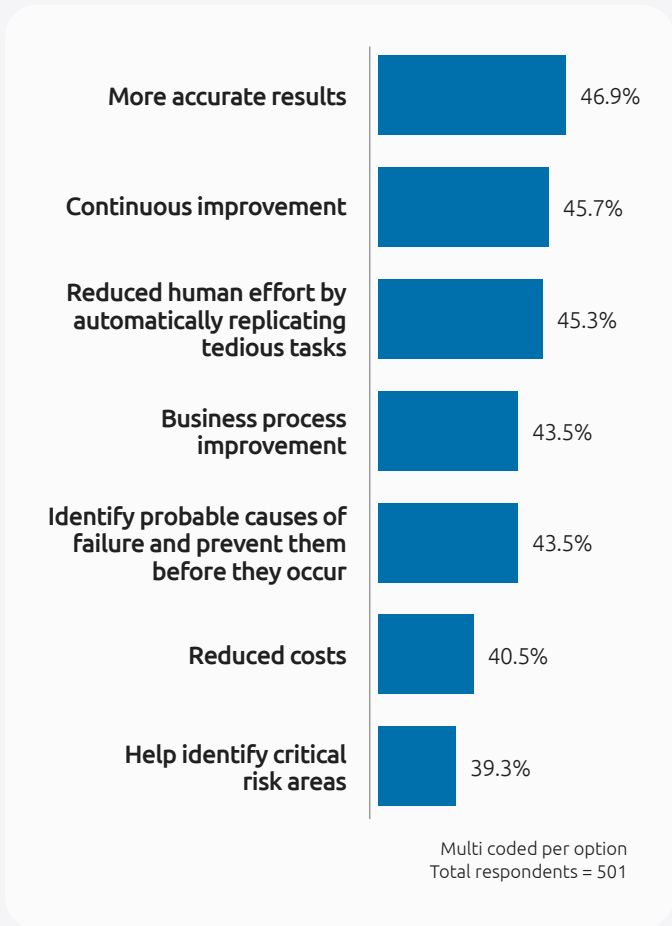 More accurate results
46.9%
Continuous improvement
45.7%
Reduced human effort by
automatically replicating
tedious tasks
45.3%
Business process
improvement
43.5%
Identify probable causes of
failure and prevent them
before they occur
43.5%
Reduced costs
40.5%
Help identify critical
risk areas
39.3%
Multi coded per option
Total respondents = 501